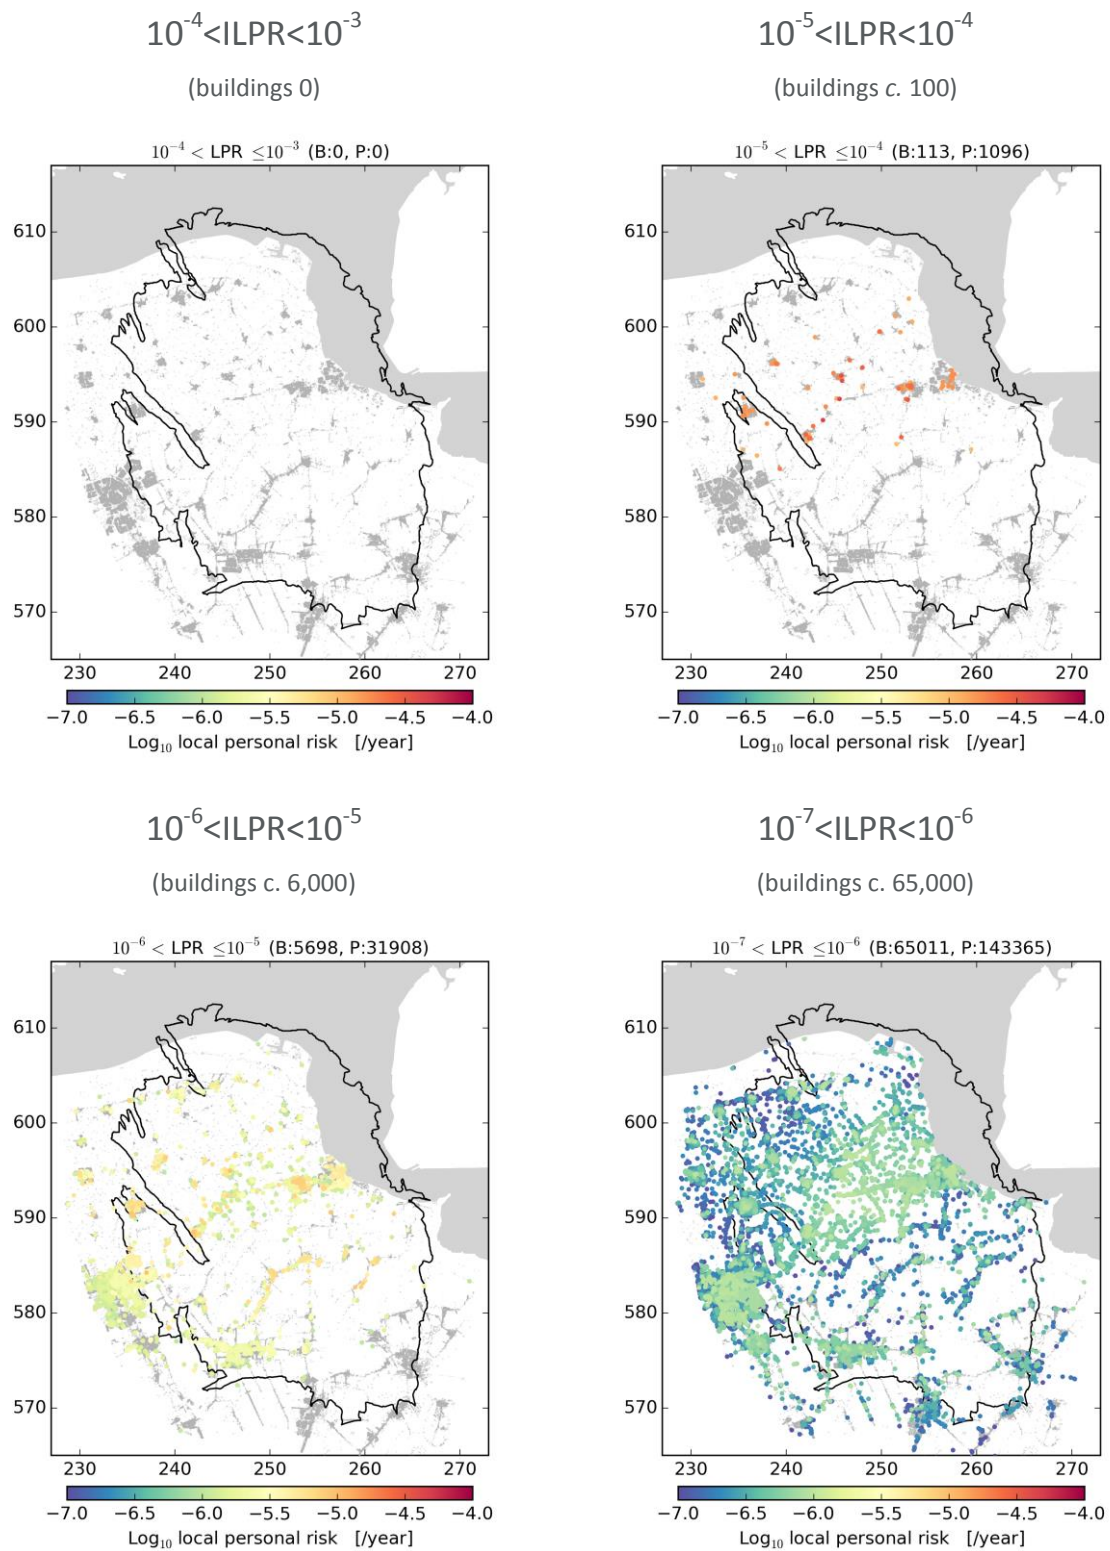 10⁻⁴<ILPR<10⁻³
(buildings 0)
10⁻⁴ < LPR ≤10⁻³ (B:0, P:0)
610
600
590
580
570
230 240 250 260 270
−7.0 −6.5 −6.0 −5.5 −5.0 −4.5 −4.0
Log₁₀ local personal risk [/year]
10⁻⁵<ILPR<10⁻⁴
(buildings c. 100)
10⁻⁵ < LPR ≤10⁻⁴ (B:113, P:1096)
610
600
590
580
570
230 240 250 260 270
−7.0 −6.5 −6.0 −5.5 −5.0 −4.5 −4.0
Log₁₀ local personal risk [/year]
10⁻⁶<ILPR<10⁻⁵
(buildings c. 6,000)
10⁻⁶ < LPR ≤10⁻⁵ (B:5698, P:31908)
610
600
590
580
570
230 240 250 260 270
−7.0 −6.5 −6.0 −5.5 −5.0 −4.5 −4.0
Log₁₀ local personal risk [/year]
10⁻⁷<ILPR<10⁻⁶
(buildings c. 65,000)
10⁻⁷ < LPR ≤10⁻⁶ (B:65011, P:143365)
610
600
590
580
570
230 240 250 260 270
−7.0 −6.5 −6.0 −5.5 −5.0 −4.5 −4.0
Log₁₀ local personal risk [/year]